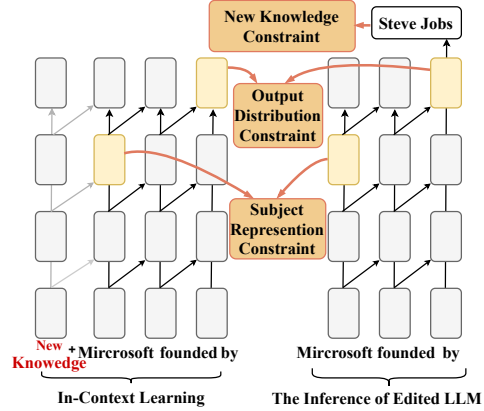 New Knowledge
Constraint
Steve Jobs
Output
Distribution
Constraint
Subject
Represention
Constraint
New
Knowedge
+ Mircrosoft founded by
Mircrosoft founded by
In-Context Learning
The Inference of Edited LLM